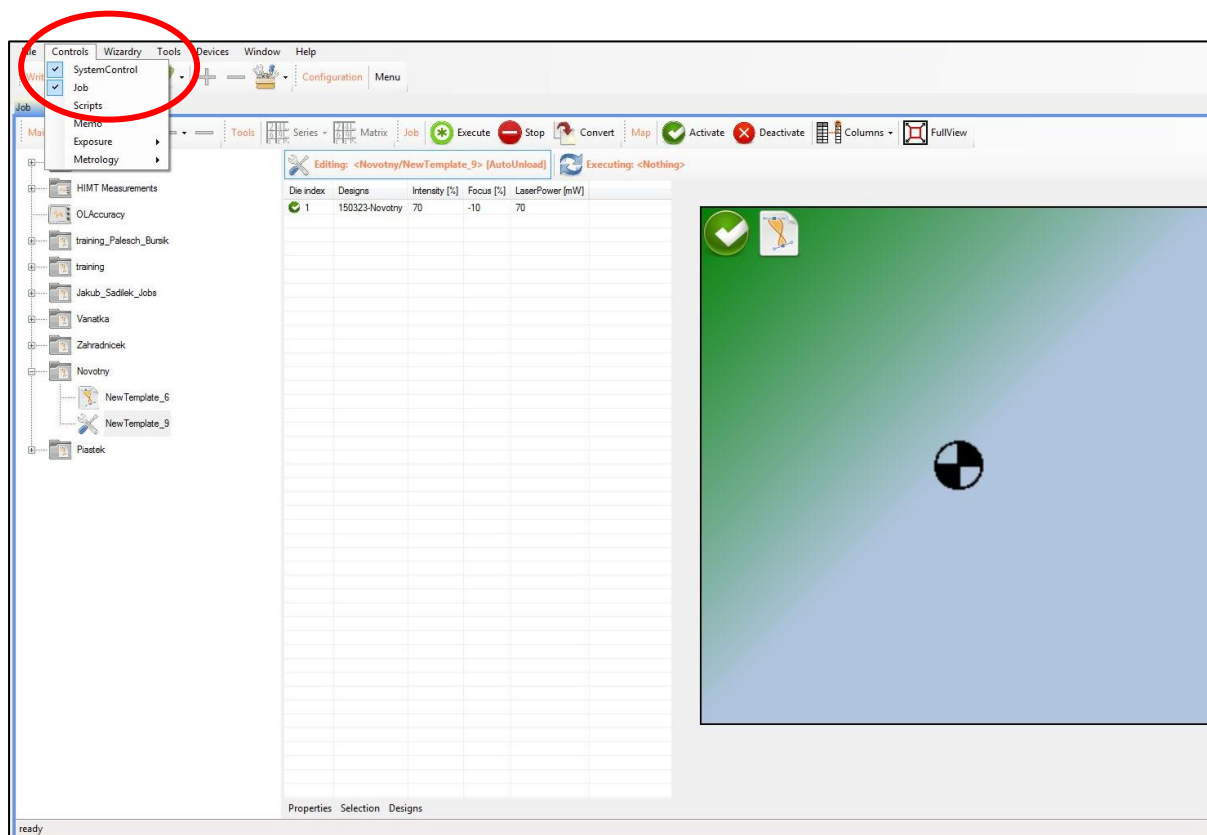 File Controls Wizardry Tools Devices Window Help
SystemControl
Job
Scripts
Memo
Exposure
Metrology
Configuration Menu
Job
Tools Series Matrix Job Execute Stop Convert Map Activate Deactivate Columns FullView
Editing: <Novotny/NewTemplate_9> [AutoUnload] Executing: <Nothing>
Die index Designs Intensity [%] Focus [%] LaserPower [mW]
1 150323-Novotny 70 -10 70
HIMT Measurements
OLAccuracy
training_Palesch_Bursik
training
Jakub_Sadilek_Jobs
Vanatka
Zahradnicek
Novotny
NewTemplate_6
NewTemplate_9
Piastek
Properties Selection Designs
ready